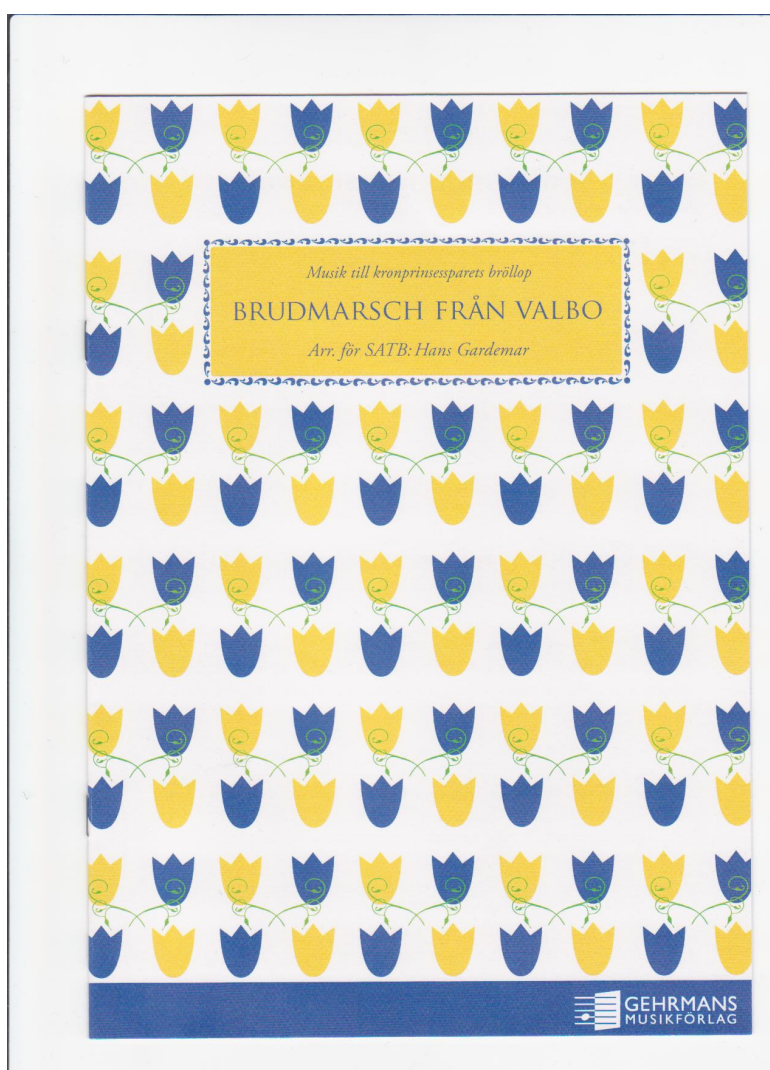 Musik till kronprinsessparets bröllop
BRUDMARSCH FRÅN VALBO
Arr. för SATB: Hans Gardemar
GEHRMANS
MUSIKFÖRLAG